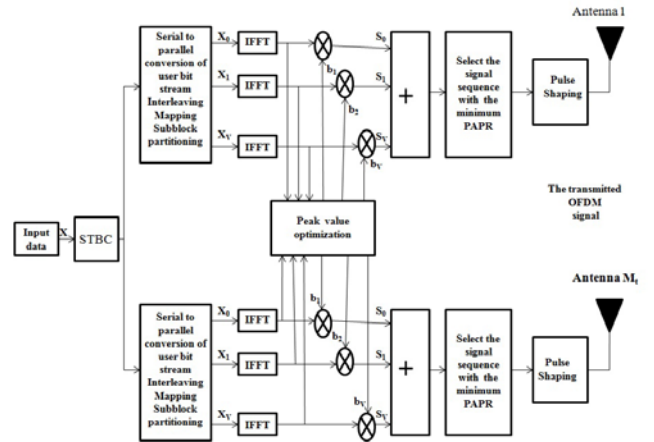 Antenna 1
Serial to
parallel
conversion of
user bit
stream
Interleaving
Mapping
Subblock
partitioning
X0
IFFT
b1
S0
X1
IFFT
b2
S1
XV
IFFT
bV
SV
+
Select the
signal
sequence
with the
minimum
PAPR
Pulse
Shaping
Input
data
X
STBC
Peak value
optimization
The transmitted
OFDM
signal
Antenna Mt
Serial to
parallel
conversion of
user bit
stream
Interleaving
Mapping
Subblock
partitioning
X0
IFFT
b1
S0
X1
IFFT
b2
S1
XV
IFFT
bV
SV
+
Select the
signal
sequence
with the
minimum
PAPR
Pulse
Shaping